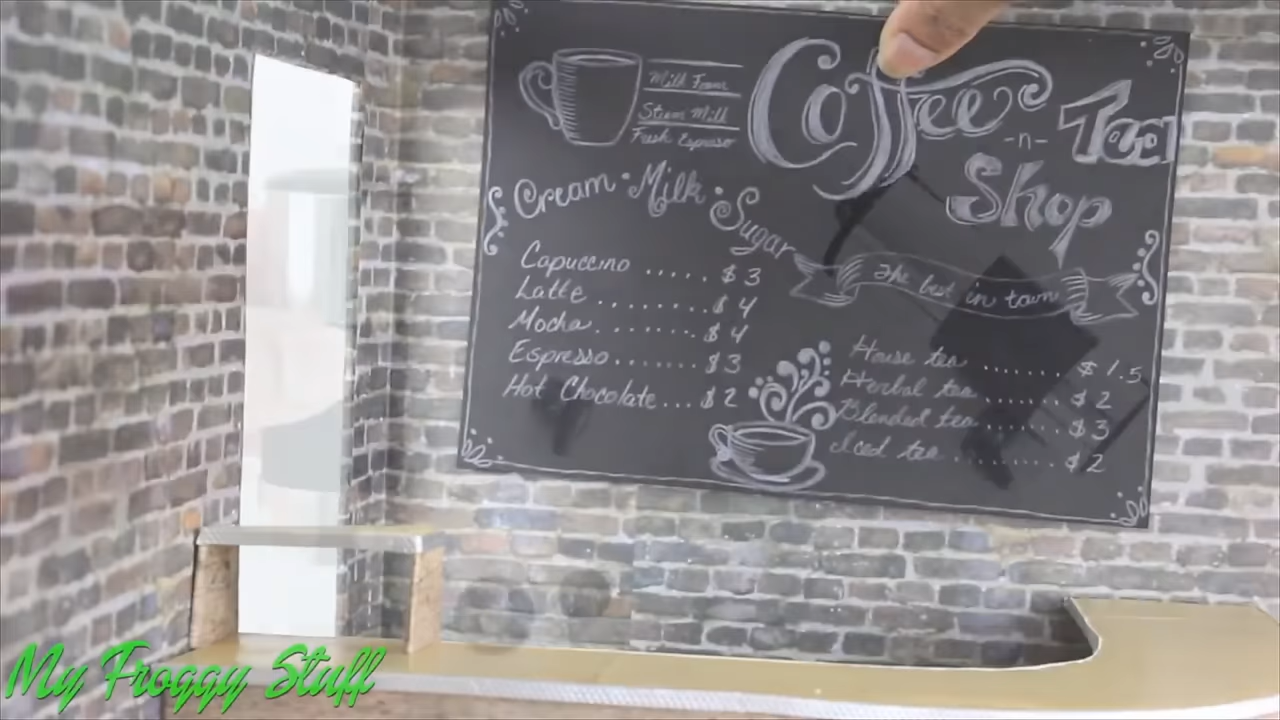 Milk Foam
Steam Milk
Fresh Espresso
Coffee
-n-
Tea
Shop
Cream · Milk · Sugar
The best in town
Capuccino ..... $3
Latte ........ $4
Mocha ........ $4
Espresso ....... $3
Hot Chocolate ... $2
House tea ....... $1.5
Herbal tea ....... $2
Blended tea ....... $3
Iced tea ......... $2
My Froggy Stuff